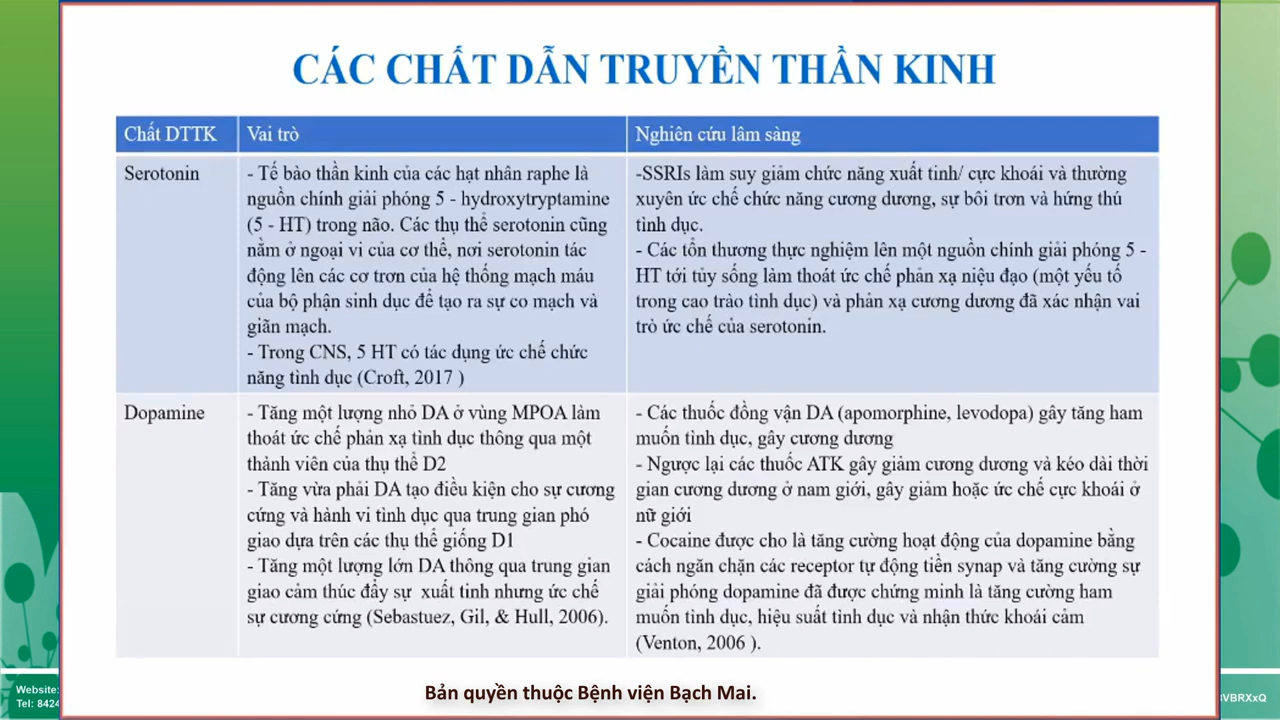 CÁC CHẤT DẪN TRUYỀN THẦN KINH
Chất DTTK
Vai trò
Nghiên cứu lâm sàng
Serotonin
- Tế bào thần kinh của các hạt nhân raphe là
nguồn chính giải phóng 5 - hydroxytryptamine
(5 - HT) trong não. Các thụ thể serotonin cũng
nằm ở ngoại vi của cơ thể, nơi serotonin tác
động lên các cơ trơn của hệ thống mạch máu
của bộ phận sinh dục để tạo ra sự co mạch và
giãn mạch.
- Trong CNS, 5 HT có tác dụng ức chế chức
năng tình dục (Croft, 2017 )
-SSRIs làm suy giảm chức năng xuất tinh/ cực khoái và thường
xuyên ức chế chức năng cương dương, sự bôi trơn và hứng thú
tình dục.
- Các tổn thương thực nghiệm lên một nguồn chính giải phóng 5 -
HT tới tủy sống làm thoát ức chế phản xạ niệu đạo (một yếu tố
trong cao trào tình dục) và phản xạ cương dương đã xác nhận vai
trò ức chế của serotonin.
Dopamine
- Tăng một lượng nhỏ DA ở vùng MPOA làm
thoát ức chế phản xạ tình dục thông qua một
thành viên của thụ thể D2
- Tăng vừa phải DA tạo điều kiện cho sự cương
cứng và hành vi tình dục qua trung gian phó
giao dựa trên các thụ thể giống D1
- Tăng một lượng lớn DA thông qua trung gian
giao cảm thúc đẩy sự xuất tinh nhưng ức chế
sự cương cứng (Sebastuez, Gil, & Hull, 2006).
- Các thuốc đồng vận DA (apomorphine, levodopa) gây tăng ham
muốn tình dục, gây cương dương
- Ngược lại các thuốc ATK gây giảm cương dương và kéo dài thời
gian cương dương ở nam giới, gây giảm hoặc ức chế cực khoái ở
nữ giới
- Cocaine được cho là tăng cường hoạt động của dopamine bằng
cách ngăn chặn các receptor tự động tiền synap và tăng cường sự
giải phóng dopamine đã được chứng minh là tăng cường ham
muốn tình dục, hiệu suất tình dục và nhận thức khoái cảm
(Venton, 2006 ).
Bản quyền thuộc Bệnh viện Bạch Mai.
Website:
Tel: 8424